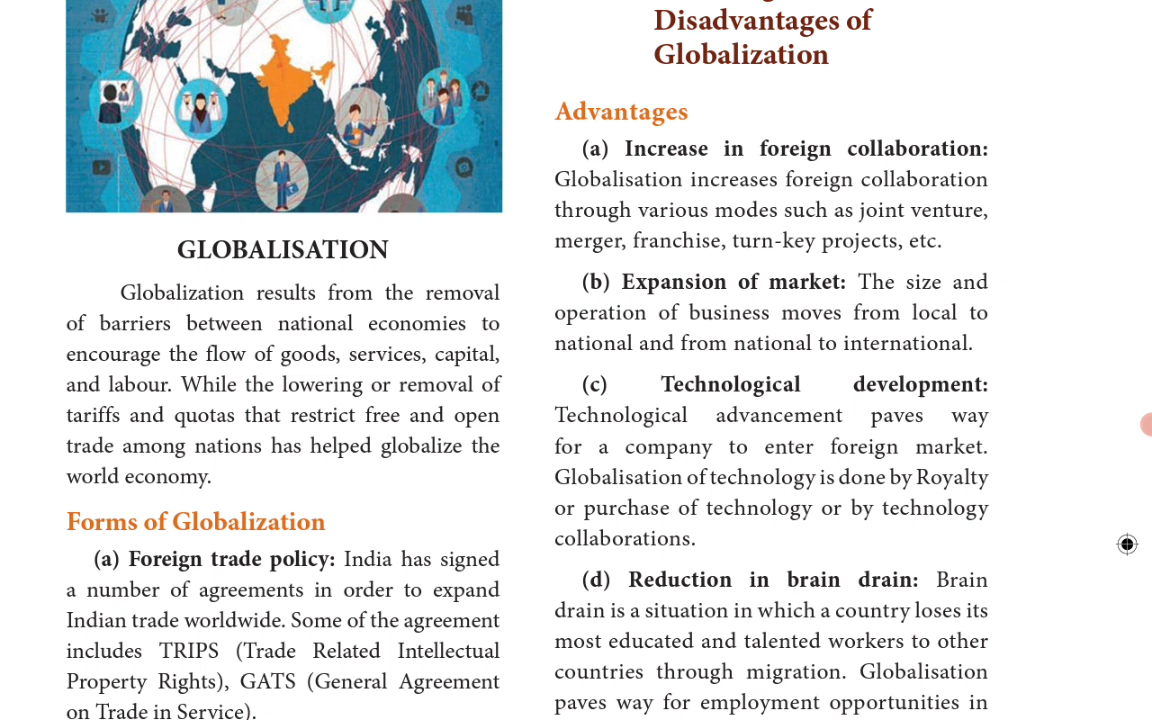 GLOBALISATION
Globalization results from the removal
of barriers between national economies to
encourage the flow of goods, services, capital,
and labour. While the lowering or removal of
tariffs and quotas that restrict free and open
trade among nations has helped globalize the
world economy.
Forms of Globalization
(a) Foreign trade policy: India has signed
a number of agreements in order to expand
Indian trade worldwide. Some of the agreement
includes TRIPS (Trade Related Intellectual
Property Rights), GATS (General Agreement
on Trade in Service).
Disadvantages of
Globalization
Advantages
(a) Increase in foreign collaboration:
Globalisation increases foreign collaboration
through various modes such as joint venture,
merger, franchise, turn-key projects, etc.
(b) Expansion of market: The size and
operation of business moves from local to
national and from national to international.
(c) Technological development:
Technological advancement paves way
for a company to enter foreign market.
Globalisation of technology is done by Royalty
or purchase of technology or by technology
collaborations.
(d) Reduction in brain drain: Brain
drain is a situation in which a country loses its
most educated and talented workers to other
countries through migration. Globalisation
paves way for employment opportunities in